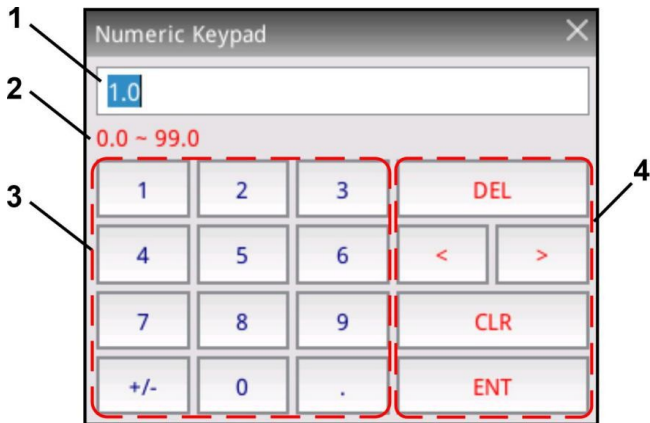 1
Numeric Keypad
1.0
2
0.0 ~ 99.0
3
4
1 2 3 DEL
4 5 6 < >
7 8 9 CLR
+/- 0 . ENT